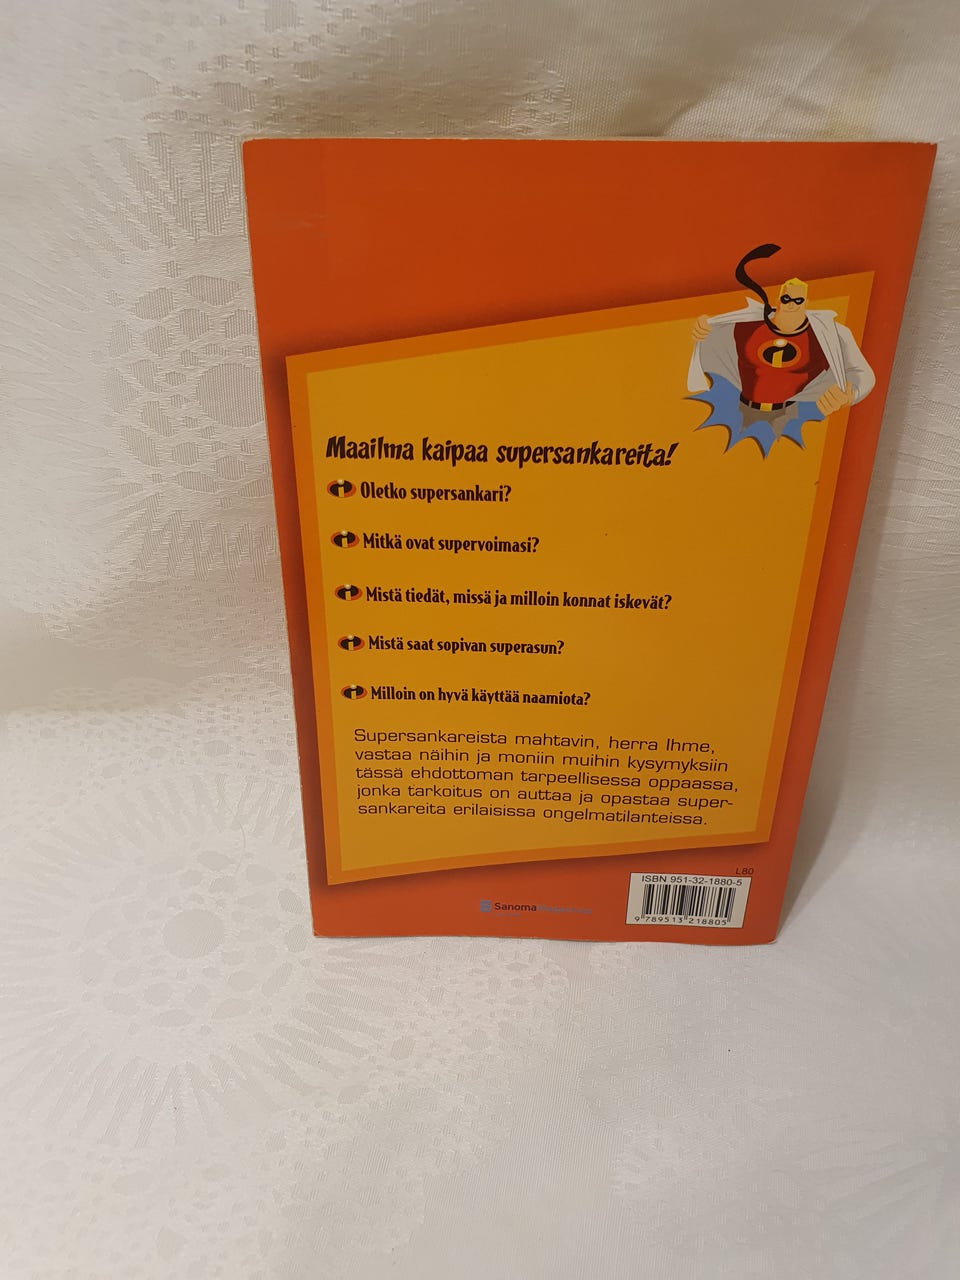 Maailma kaipaa supersankareita!
Oletko supersankari?
Mitkä ovat supervoimasi?
Mistä tiedät, missä ja milloin konnat iskevät?
Mistä saat sopivan superasun?
Milloin on hyvä käyttää naamiota?
Supersankareista mahtavin, herra Ihme,
vastaa näihin ja moniin muihin kysymyksiin
tässä ehdottoman tarpeellisessa oppaassa,
jonka tarkoitus on auttaa ja opastaa super-
sankareita erilaisissa ongelmatilanteissa.
L80
ISBN 951-32-1880-5
9 789513 218805
Sanoma